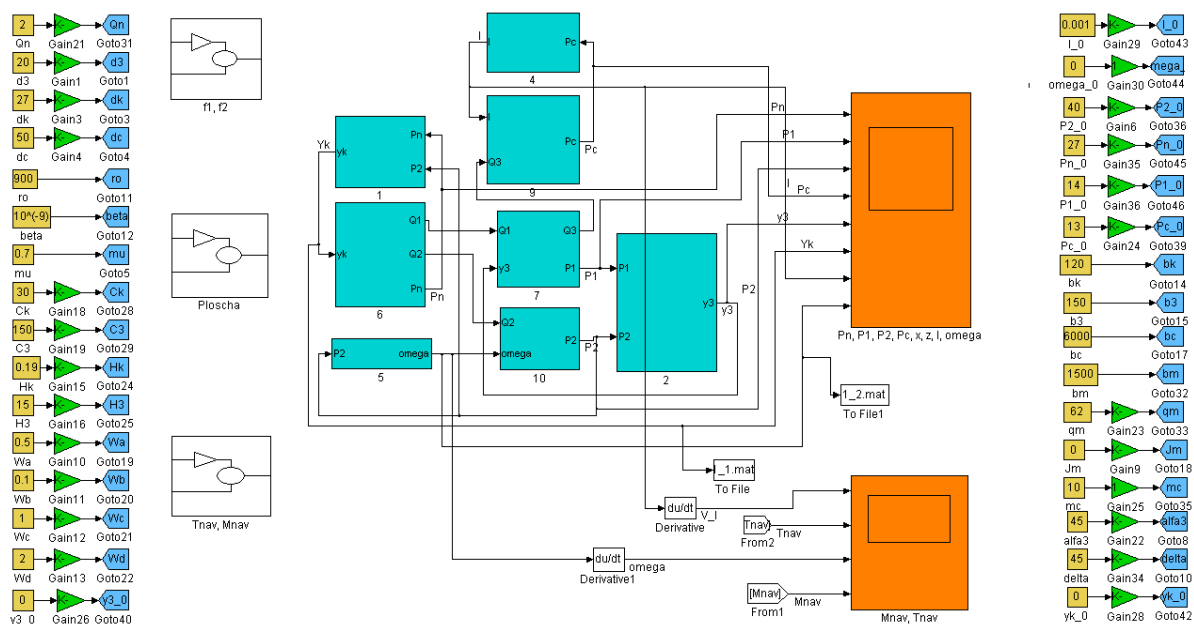 2 K- Qn
Qn Gain21 Goto31
20 K- d3
d3 Gain1 Goto1
27 K- dk
dk Gain3 Goto3
50 K- dc
dc Gain4 Goto4
900 ro
ro Goto11
10^(-9) beta
beta Goto12
0.7 mu
mu Goto5
30 K- Ck
Ck Gain18 Goto28
150 K- C3
C3 Gain19 Goto29
0.19 K- Hk
Hk Gain15 Goto24
15 K- H3
H3 Gain16 Goto25
0.5 K- Wa
Wa Gain10 Goto19
0.1 K- Wb
Wb Gain11 Goto20
1 K- Wc
Wc Gain12 Goto21
2 K- Wd
Wd Gain13 Goto22
0 K- y3_0
y3_0 Gain26 Goto40
f1, f2
Ploscha
Tnav, Mnav
l
l Pc
4
l Pc
Q3
9
Pc
Yk
yk Pn
P2
1
yk Q1
Q2
Pn
6
Pn
P2 omega
5
Q1 Q3
y3 P1
7
P1
Q2 P2
omega
10
P2
P1
P2 y3
2
y3
P2
Pn
P1
l
Pc
y3
Yk
Pn, P1, P2, Pc, x, z, l, omega
1_2.mat
To File1
l_1.mat
To File
du/dt
Derivative
V_l
Tnav
From2
Tnav
du/dt
Derivative1
omega
[Mnav]
From1
Mnav
Mnav, Tnav
0.001 K- l_0
l_0 Gain29 Goto43
0 1 mega_
omega_0 Gain30 Goto44
40 K- P2_0
P2_0 Gain6 Goto36
27 K- Pn_0
Pn_0 Gain35 Goto45
14 K- P1_0
P1_0 Gain36 Goto46
13 K- Pc_0
Pc_0 Gain24 Goto39
120 bk
bk Goto14
150 b3
b3 Goto15
6000 bc
bc Goto17
1500 bm
bm Goto32
62 K- qm
qm Gain23 Goto33
0 K- Jm
Jm Gain9 Goto18
10 1 mc
mc Gain25 Goto35
45 K- alfa3
alfa3 Gain22 Goto8
45 K- delta
delta Gain34 Goto10
0 K- yk_0
yk_0 Gain28 Goto42